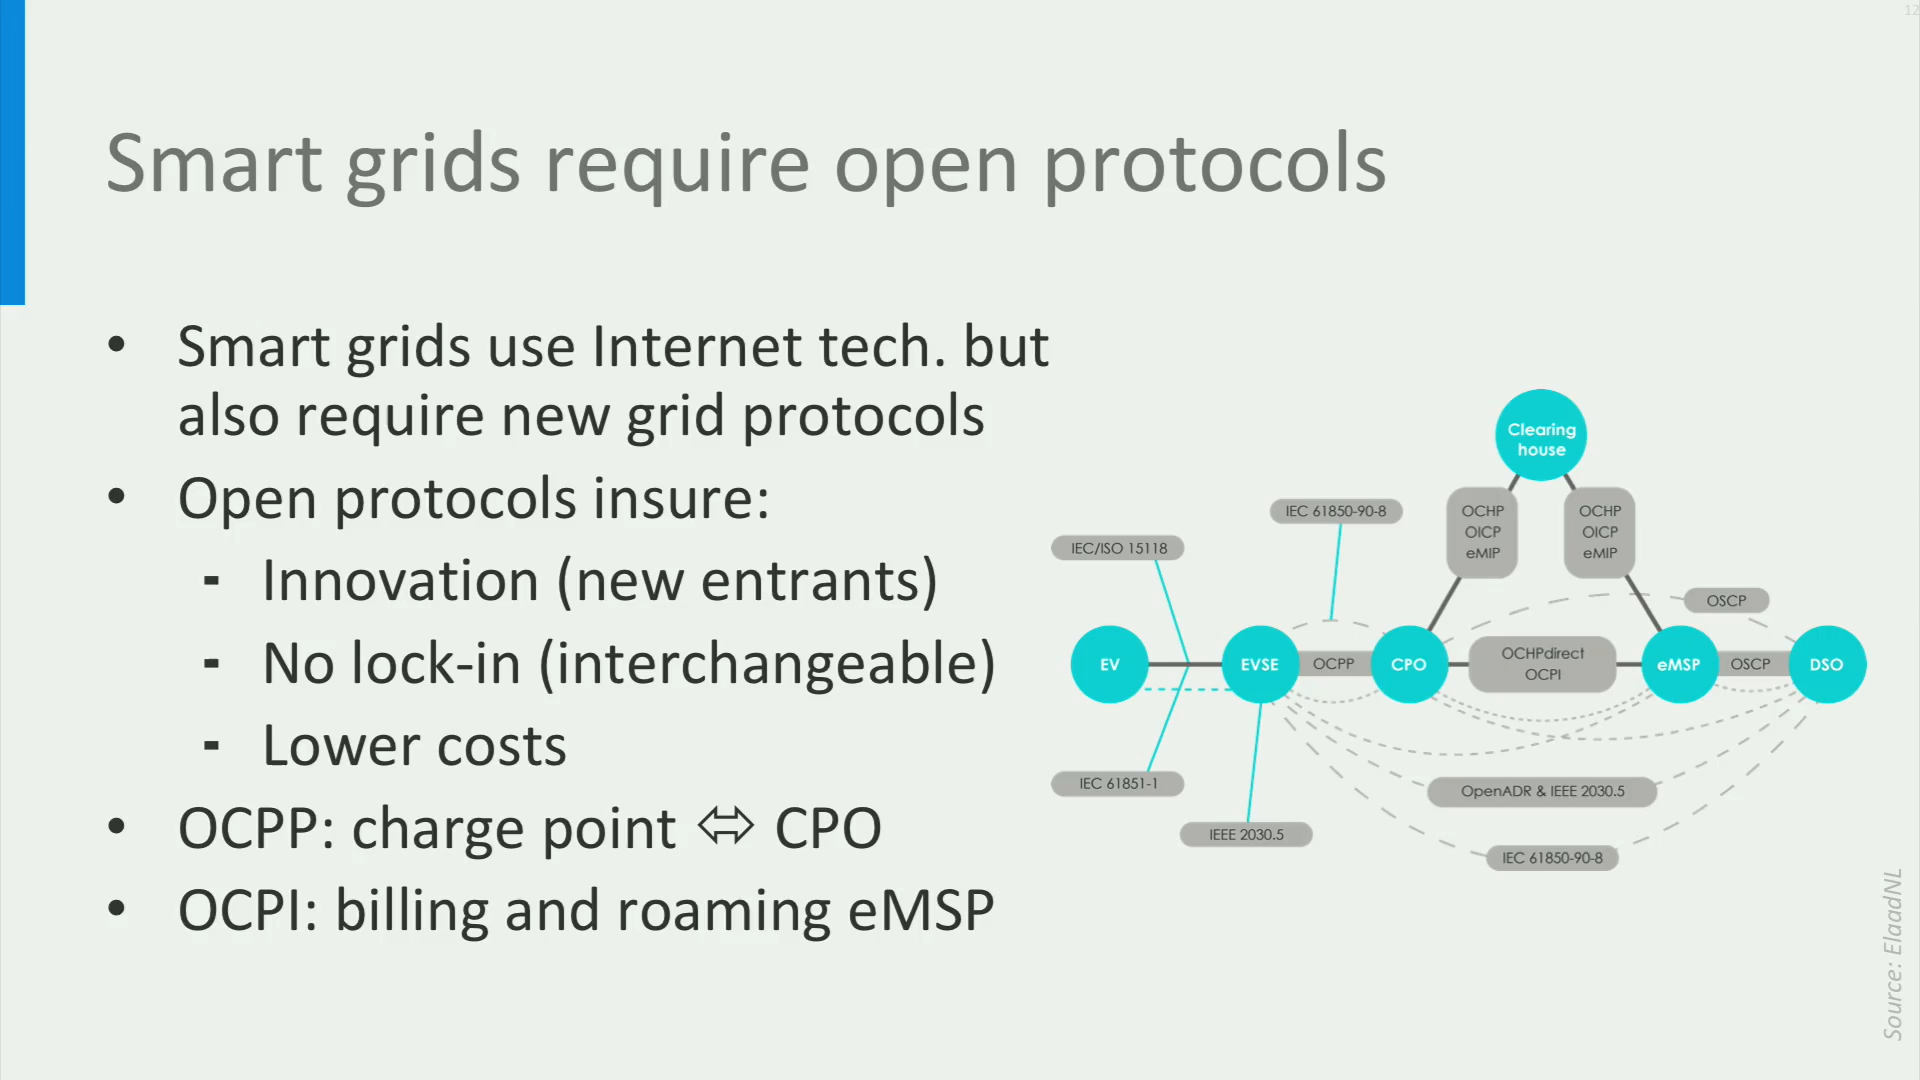 12
Smart grids require open protocols
• Smart grids use Internet tech. but
also require new grid protocols
• Open protocols insure:
- Innovation (new entrants)
- No lock-in (interchangeable)
- Lower costs
• OCPP: charge point ⬄ CPO
• OCPI: billing and roaming eMSP
Clearing
house
OCHP
OICP
eMIP
OCHP
OICP
eMIP
IEC 61850-90-8
IEC/ISO 15118
OSCP
EV
EVSE
OCPP
CPO
OCHPdirect
OCPI
eMSP
OSCP
DSO
IEC 61851-1
OpenADR & IEEE 2030.5
IEEE 2030.5
IEC 61850-90-8
Source: ElaadNL